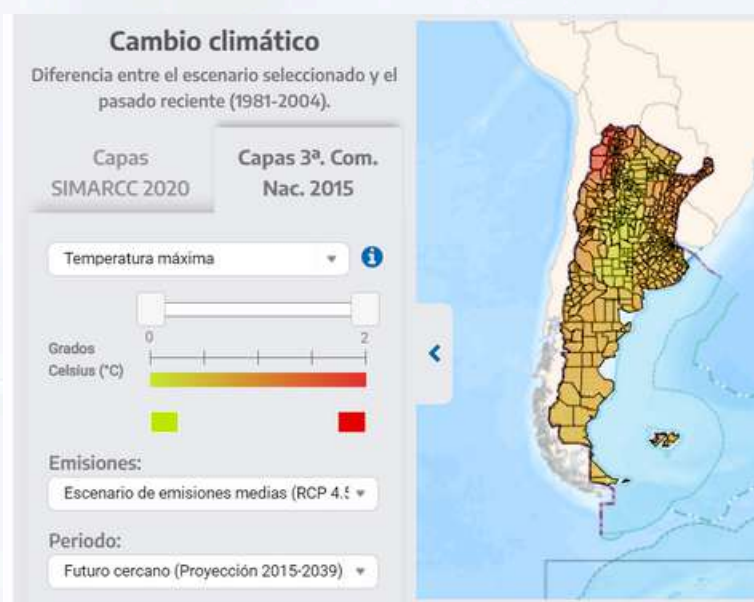 Cambio climático
Diferencia entre el escenario seleccionado y el
pasado reciente (1981-2004).
Capas
SIMARCC 2020
Capas 3ª. Com.
Nac. 2015
Temperatura máxima
0
2
Grados
Celsius (°C)
Emisiones:
Escenario de emisiones medias (RCP 4.5
Periodo:
Futuro cercano (Proyección 2015-2039)